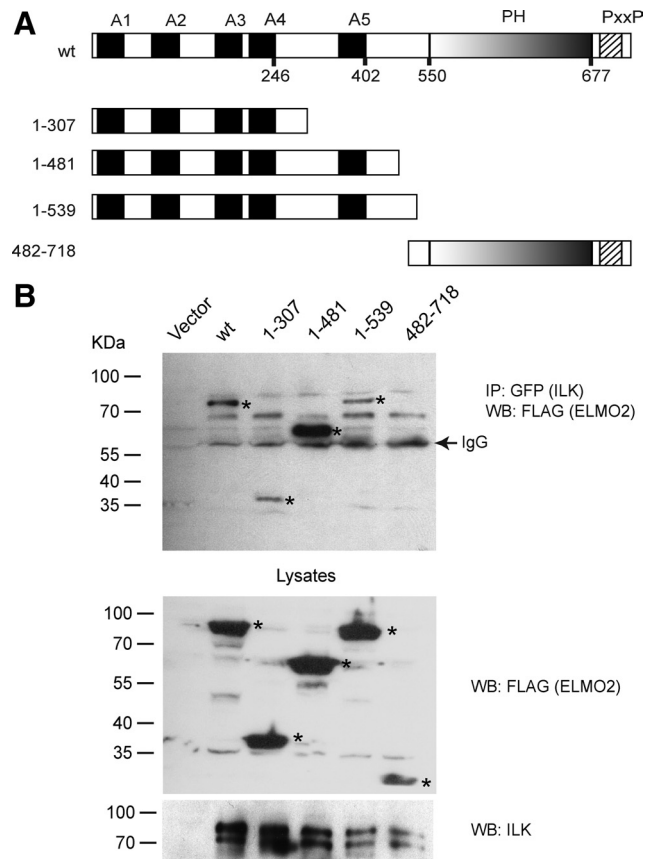 A
A1 A2 A3 A4 A5 PH PxxP
wt
246 402 550 677
1-307
1-481
1-539
482-718
B
Vector wt 1-307 1-481 1-539 482-718
KDa
100
70
55
40
35
* * * *
IP: GFP (ILK)
WB: FLAG (ELMO2)
IgG
Lysates
100
70
55
40
35
* * * * *
WB: FLAG (ELMO2)
100
70
WB: ILK